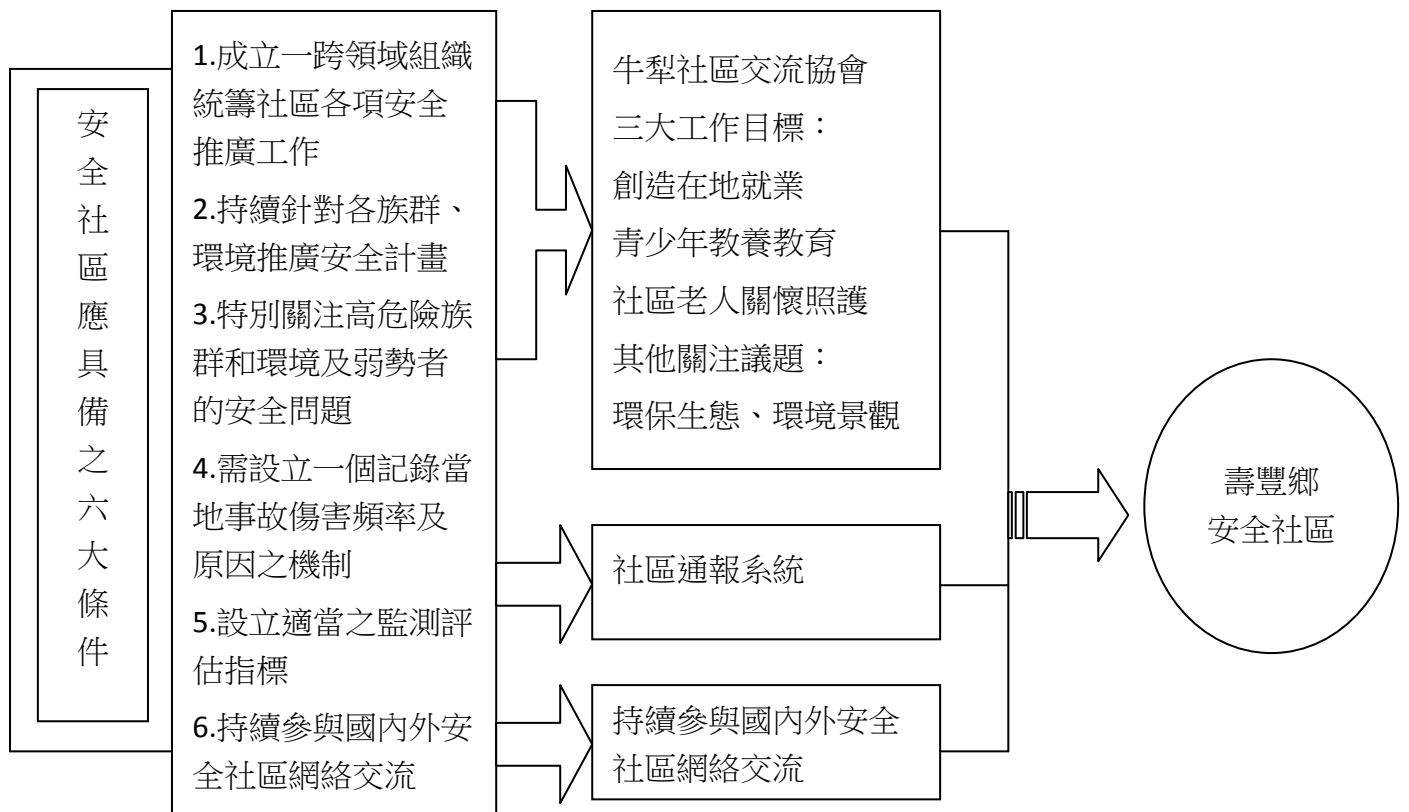 安全社區應具備之六大條件
1.成立一跨領域組織
統籌社區各項安全
推廣工作
2.持續針對各族群、
環境推廣安全計畫
3.特別關注高危險族
群和環境及弱勢者
的安全問題
4.需設立一個記錄當
地事故傷害頻率及
原因之機制
5.設立適當之監測評
估指標
6.持續參與國內外安
全社區網絡交流
牛犁社區交流協會
三大工作目標：
創造在地就業
青少年教養教育
社區老人關懷照護
其他關注議題：
環保生態、環境景觀
社區通報系統
持續參與國內外安全
社區網絡交流
壽豐鄉
安全社區